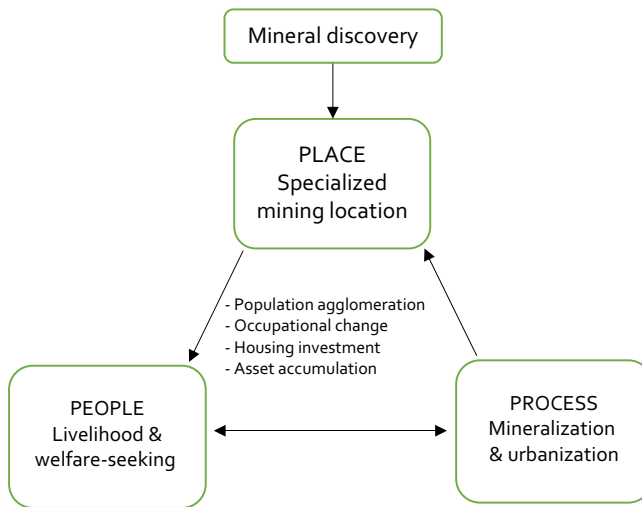 Mineral discovery
PLACE
Specialized
mining location
- Population agglomeration
- Occupational change
- Housing investment
- Asset accumulation
PEOPLE
Livelihood &
welfare-seeking
PROCESS
Mineralization
& urbanization